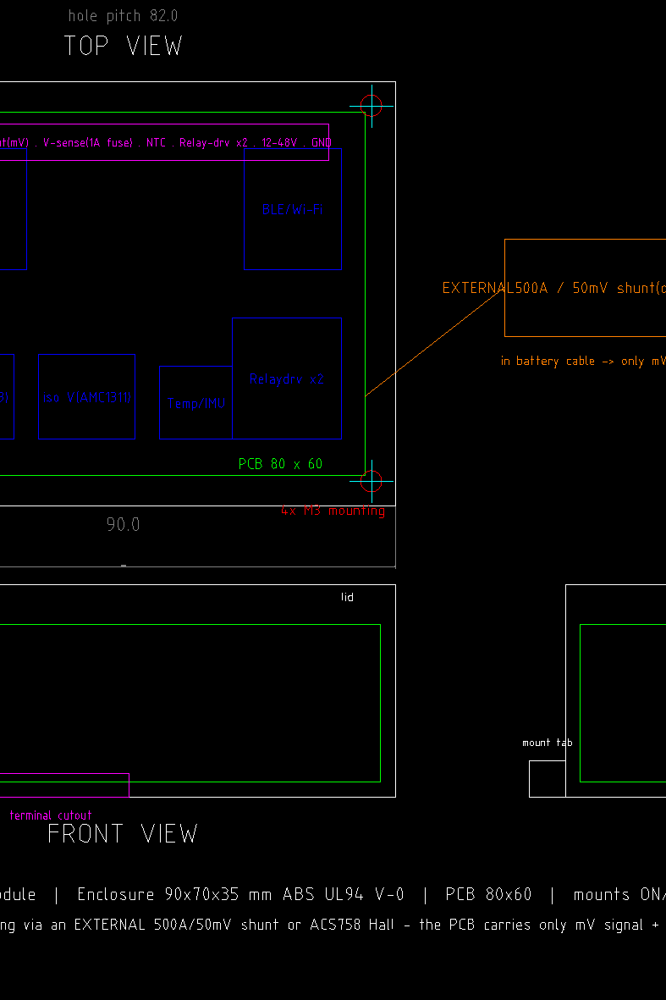 hole pitch 82.0
TOP VIEW
t(mV) . V-sense(1A fuse) . NTC . Relay-drv x2 . 12-48V . GND
BLE/Wi-Fi
EXTERNAL500A / 50mV shunt(
in battery cable -> only mV
Relaydrv x2
iso V(AMC1311)
Temp/IMU
PCB 80 x 60
4x M3 mounting
90.0
lid
mount tab
terminal cutout
FRONT VIEW
odule | Enclosure 90x70x35 mm ABS UL94 V-0 | PCB 80x60 | mounts ON/
ng via an EXTERNAL 500A/50mV shunt or ACS758 Hall - the PCB carries only mV signal +